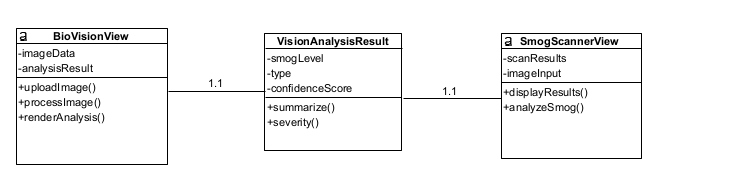 a BioVisionView
-imageData
-analysisResult
+uploadImage()
+processImage()
+renderAnalysis()
1.1
VisionAnalysisResult
-smogLevel
-type
-confidenceScore
+summarize()
+severity()
1.1
a SmogScannerView
-scanResults
-imageInput
+displayResults()
+analyzeSmog()